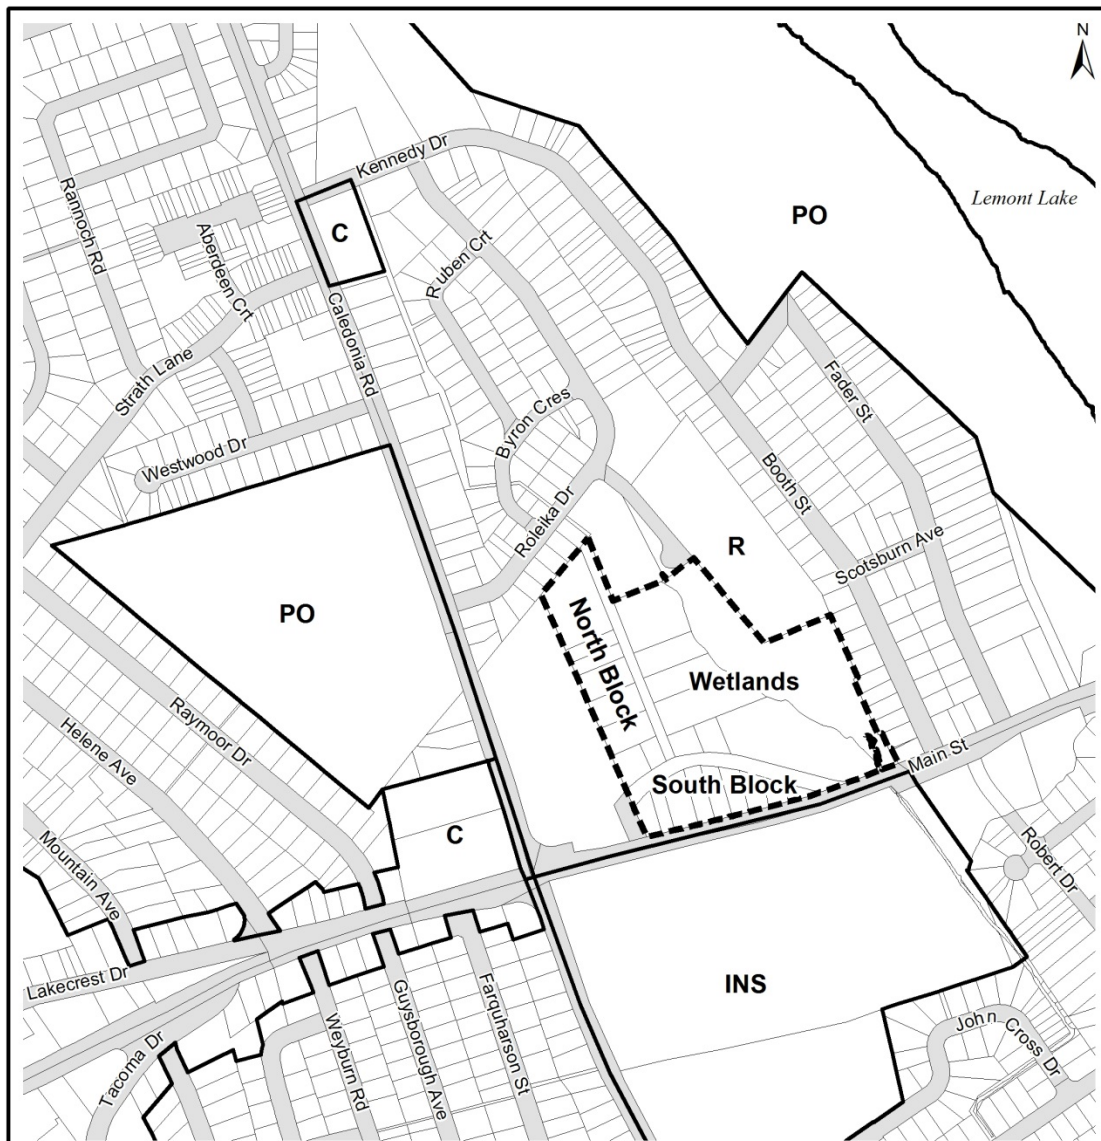 N
Kennedy Dr
Lemont Lake
PO
Rannoch Rd
Aberdeen Crt
C
Ruben Crt
Caledonia Rd
Strath Lane
Fader St
Byron Cres
Westwood Dr
Booth St
Roleika Dr
R
Scotsburn Ave
PO
North Block
Wetlands
Raymoor Dr
Helene Ave
Main St
South Block
C
Mountain Ave
Robert Dr
INS
Lakecrest Dr
Farquharson St
Guysborough Ave
Weyburn Rd
Tacoma Dr
John Cross Dr